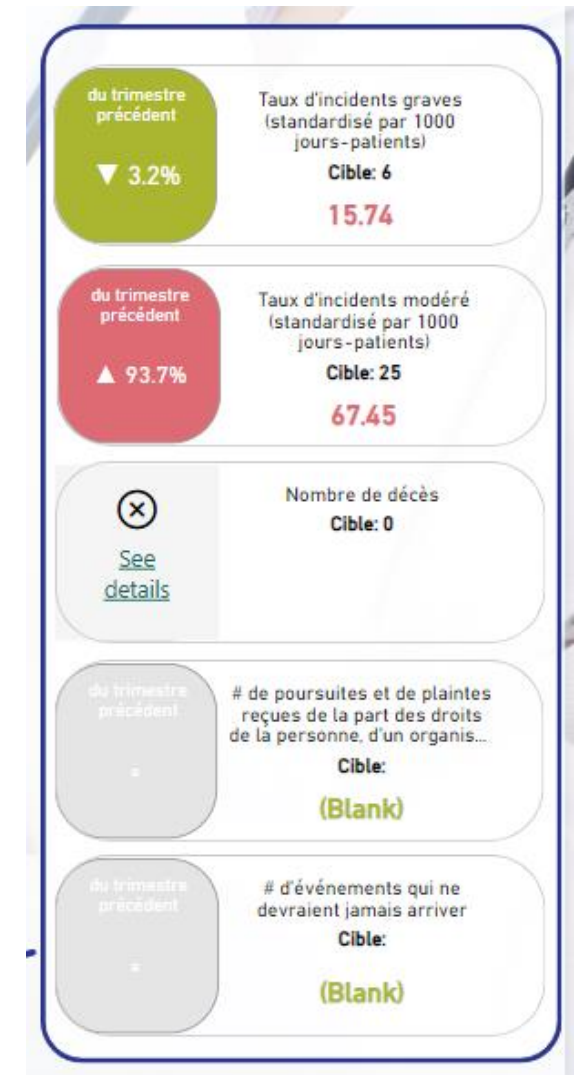 du trimestre
précédent
▼ 3.2%
Taux d'incidents graves
(standardisé par 1000
jours-patients)
Cible: 6
15.74
du trimestre
précédent
▲ 93.7%
Taux d'incidents modéré
(standardisé par 1000
jours-patients)
Cible: 25
67.45
See
details
Nombre de décès
Cible: 0
du trimestre
précédent
=
# de poursuites et de plaintes
reçues de la part des droits
de la personne, d'un organis...
Cible:
(Blank)
du trimestre
précédent
=
# d'événements qui ne
devraient jamais arriver
Cible:
(Blank)